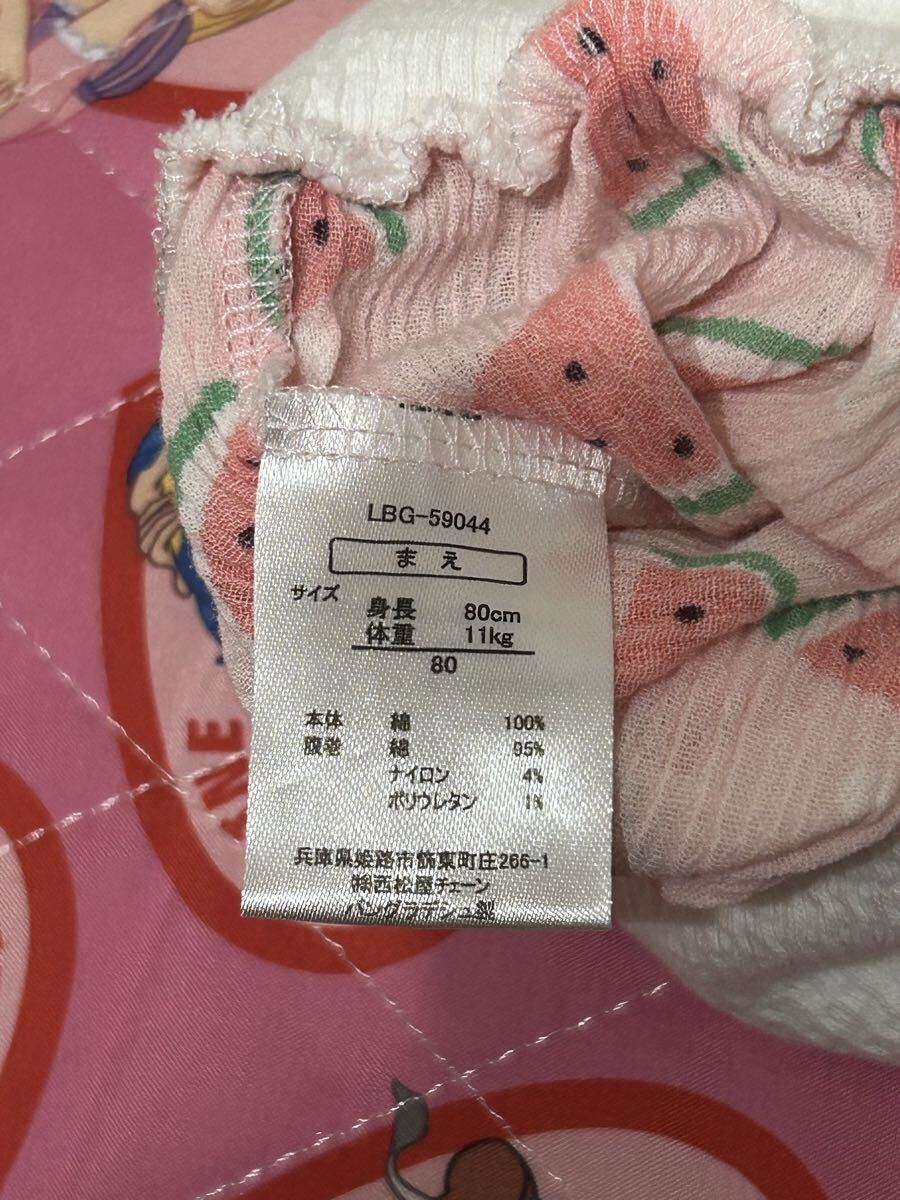 LBG-59044
まえ
サイズ
身長 80cm
体重 11kg
80
本体 綿 100%
腹巻 綿 95%
ナイロン 4%
ポリウレタン 1%
兵庫県姫路市飾東町庄266-1
㈱西松屋チェーン
バングラデシュ製
NE